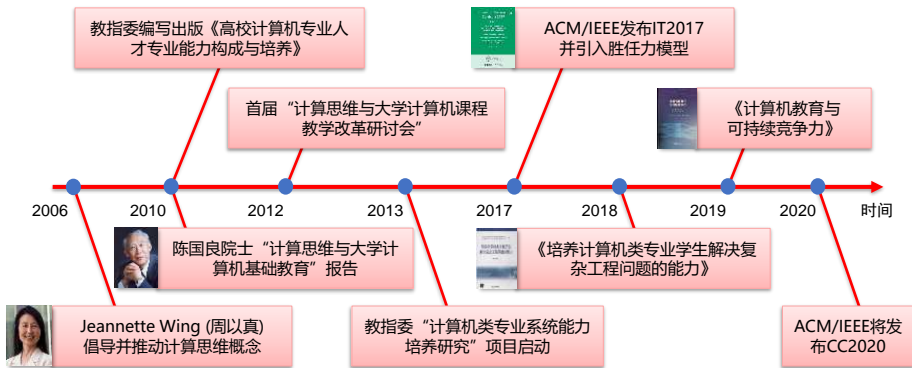 教指委编写出版《高校计算机专业人
才专业能力构成与培养》
ACM/IEEE发布IT2017
并引入胜任力模型
首届“计算思维与大学计算机课程
教学改革研讨会”
《计算机教育与
可持续竞争力》
2006
2010
2012
2013
2017
2018
2019
2020
时间
陈国良院士“计算思维与大学计
算机基础教育”报告
《培养计算机类专业学生解决复
杂工程问题的能力》
Jeannette Wing (周以真)
倡导并推动计算思维概念
教指委“计算机类专业系统能力
培养研究”项目启动
ACM/IEEE将发
布CC2020